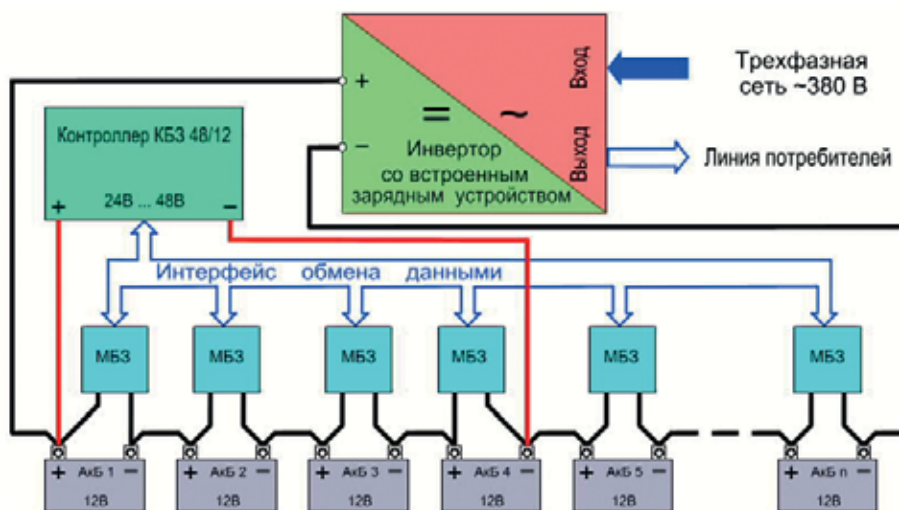 Контроллер КБЗ 48/12
+ 24В ... 48В −
+
−
= ~
Инвертор
со встроенным
зарядным устройством
Вход
Выход
Трехфазная
сеть ~380 В
Линия потребителей
Интерфейс обмена данными
МБЗ МБЗ МБЗ МБЗ МБЗ МБЗ
+ АкБ 1 − + АкБ 2 − + АкБ 3 − + АкБ 4 − + АкБ 5 − + АкБ n −
12В 12В 12В 12В 12В 12В